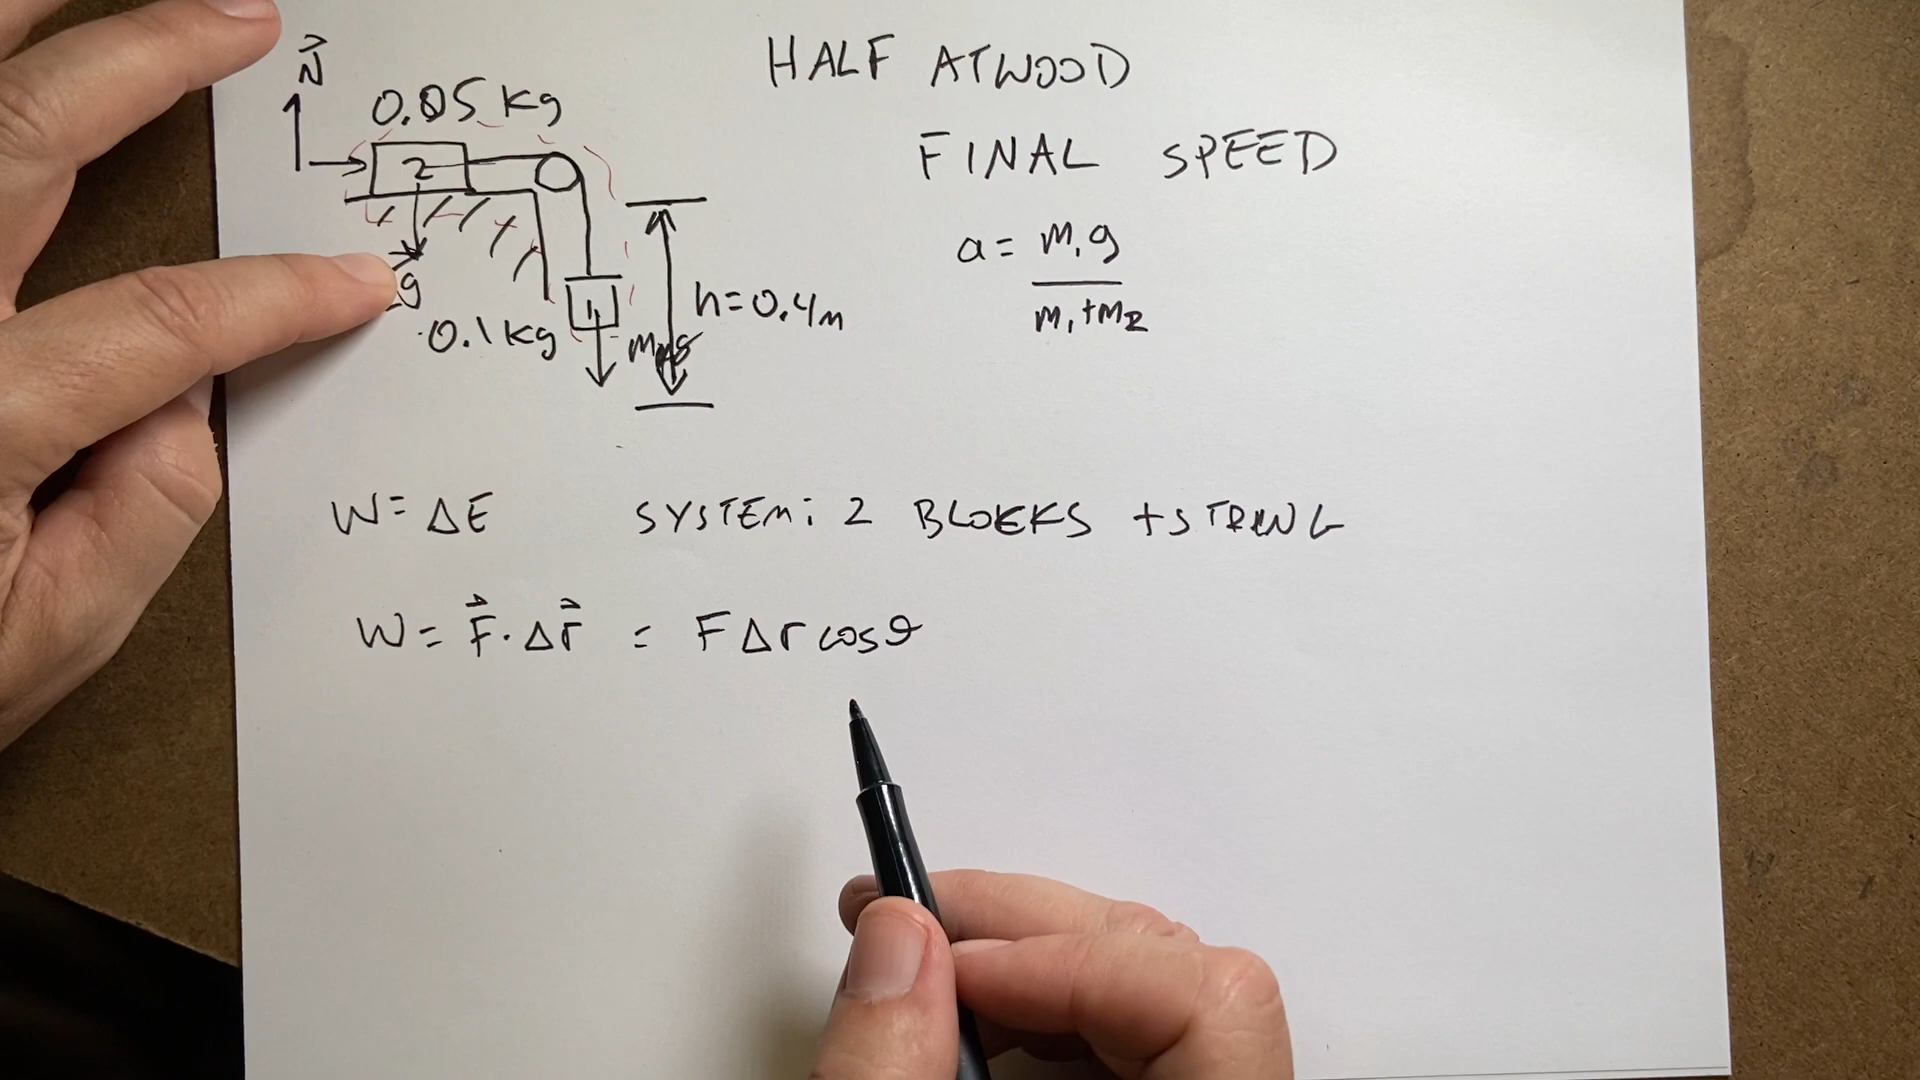 HALF ATWOOD
FINAL SPEED
a = m₁g / m₁+m₂
N⃗
0.05 kg
2
g
1
0.1 kg
h=0.4m
W = ΔE
SYSTEM: 2 BLOCKS + STRING
W = F⃗ · Δr⃗ = FΔr cosθ